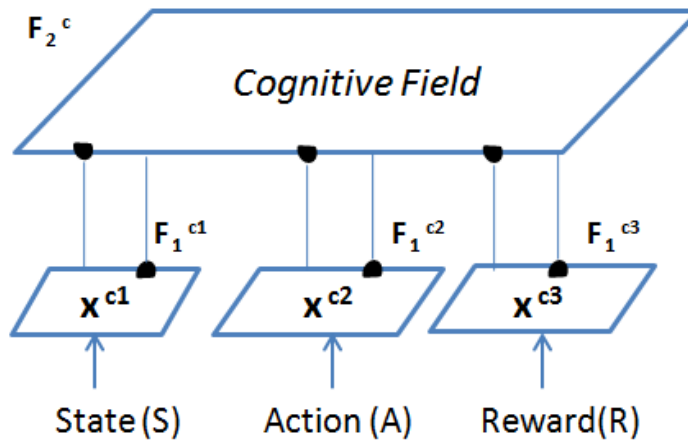 F₂ᶜ
Cognitive Field
F₁ᶜ¹ F₁ᶜ² F₁ᶜ³
xᶜ¹ xᶜ² xᶜ³
State (S) Action (A) Reward(R)